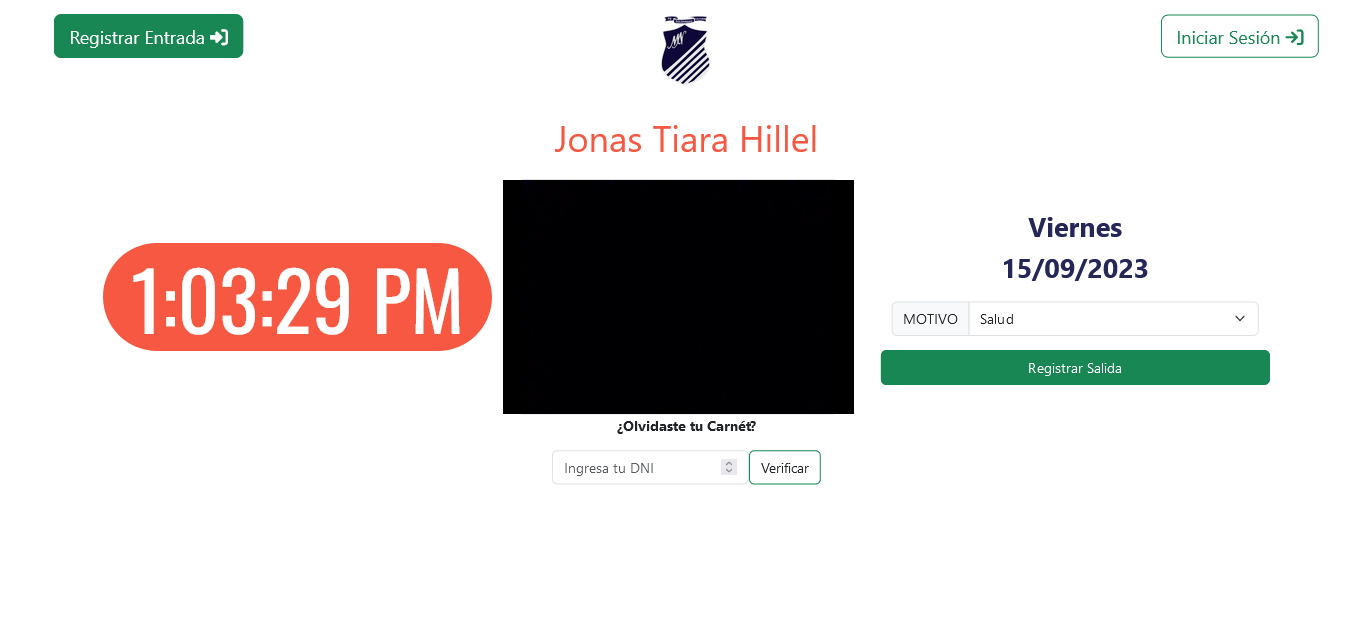 Registrar Entrada
Iniciar Sesión
Jonas Tiara Hillel
1:03:29 PM
Viernes
15/09/2023
MOTIVO Salud
Registrar Salida
¿Olvidaste tu Carnét?
Ingresa tu DNI
Verificar